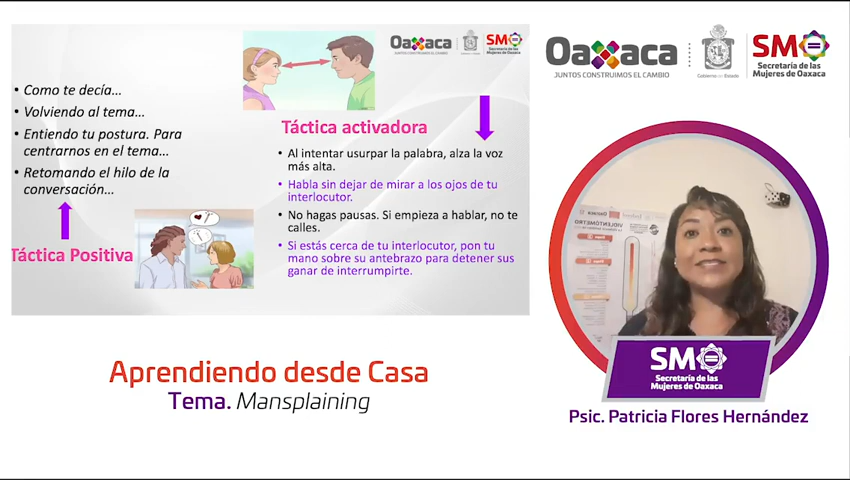 • Como te decía...
• Volviendo al tema...
• Entiendo tu postura. Para
centrarnos en el tema...
• Retomando el hilo de la
conversación...
Táctica Positiva
Oaxaca
JUNTOS CONSTRUIMOS EL CAMBIO
SM
Secretaría de las
Mujeres de Oaxaca
Táctica activadora
• Al intentar usurpar la palabra, alza la voz
más alta.
• Habla sin dejar de mirar a los ojos de tu
interlocutor.
• No hagas pausas. Si empieza a hablar, no te
calles.
• Si estás cerca de tu interlocutor, pon tu
mano sobre su antebrazo para detener sus
ganar de interrumpirte.
Oaxaca
JUNTOS CONSTRUIMOS EL CAMBIO
Gobierno del Estado
SM
Secretaría de las
Mujeres de Oaxaca
VIOLENTÓMETRO
SM
Secretaría de las
Mujeres de Oaxaca
Psic. Patricia Flores Hernández
Aprendiendo desde Casa
Tema. Mansplaining